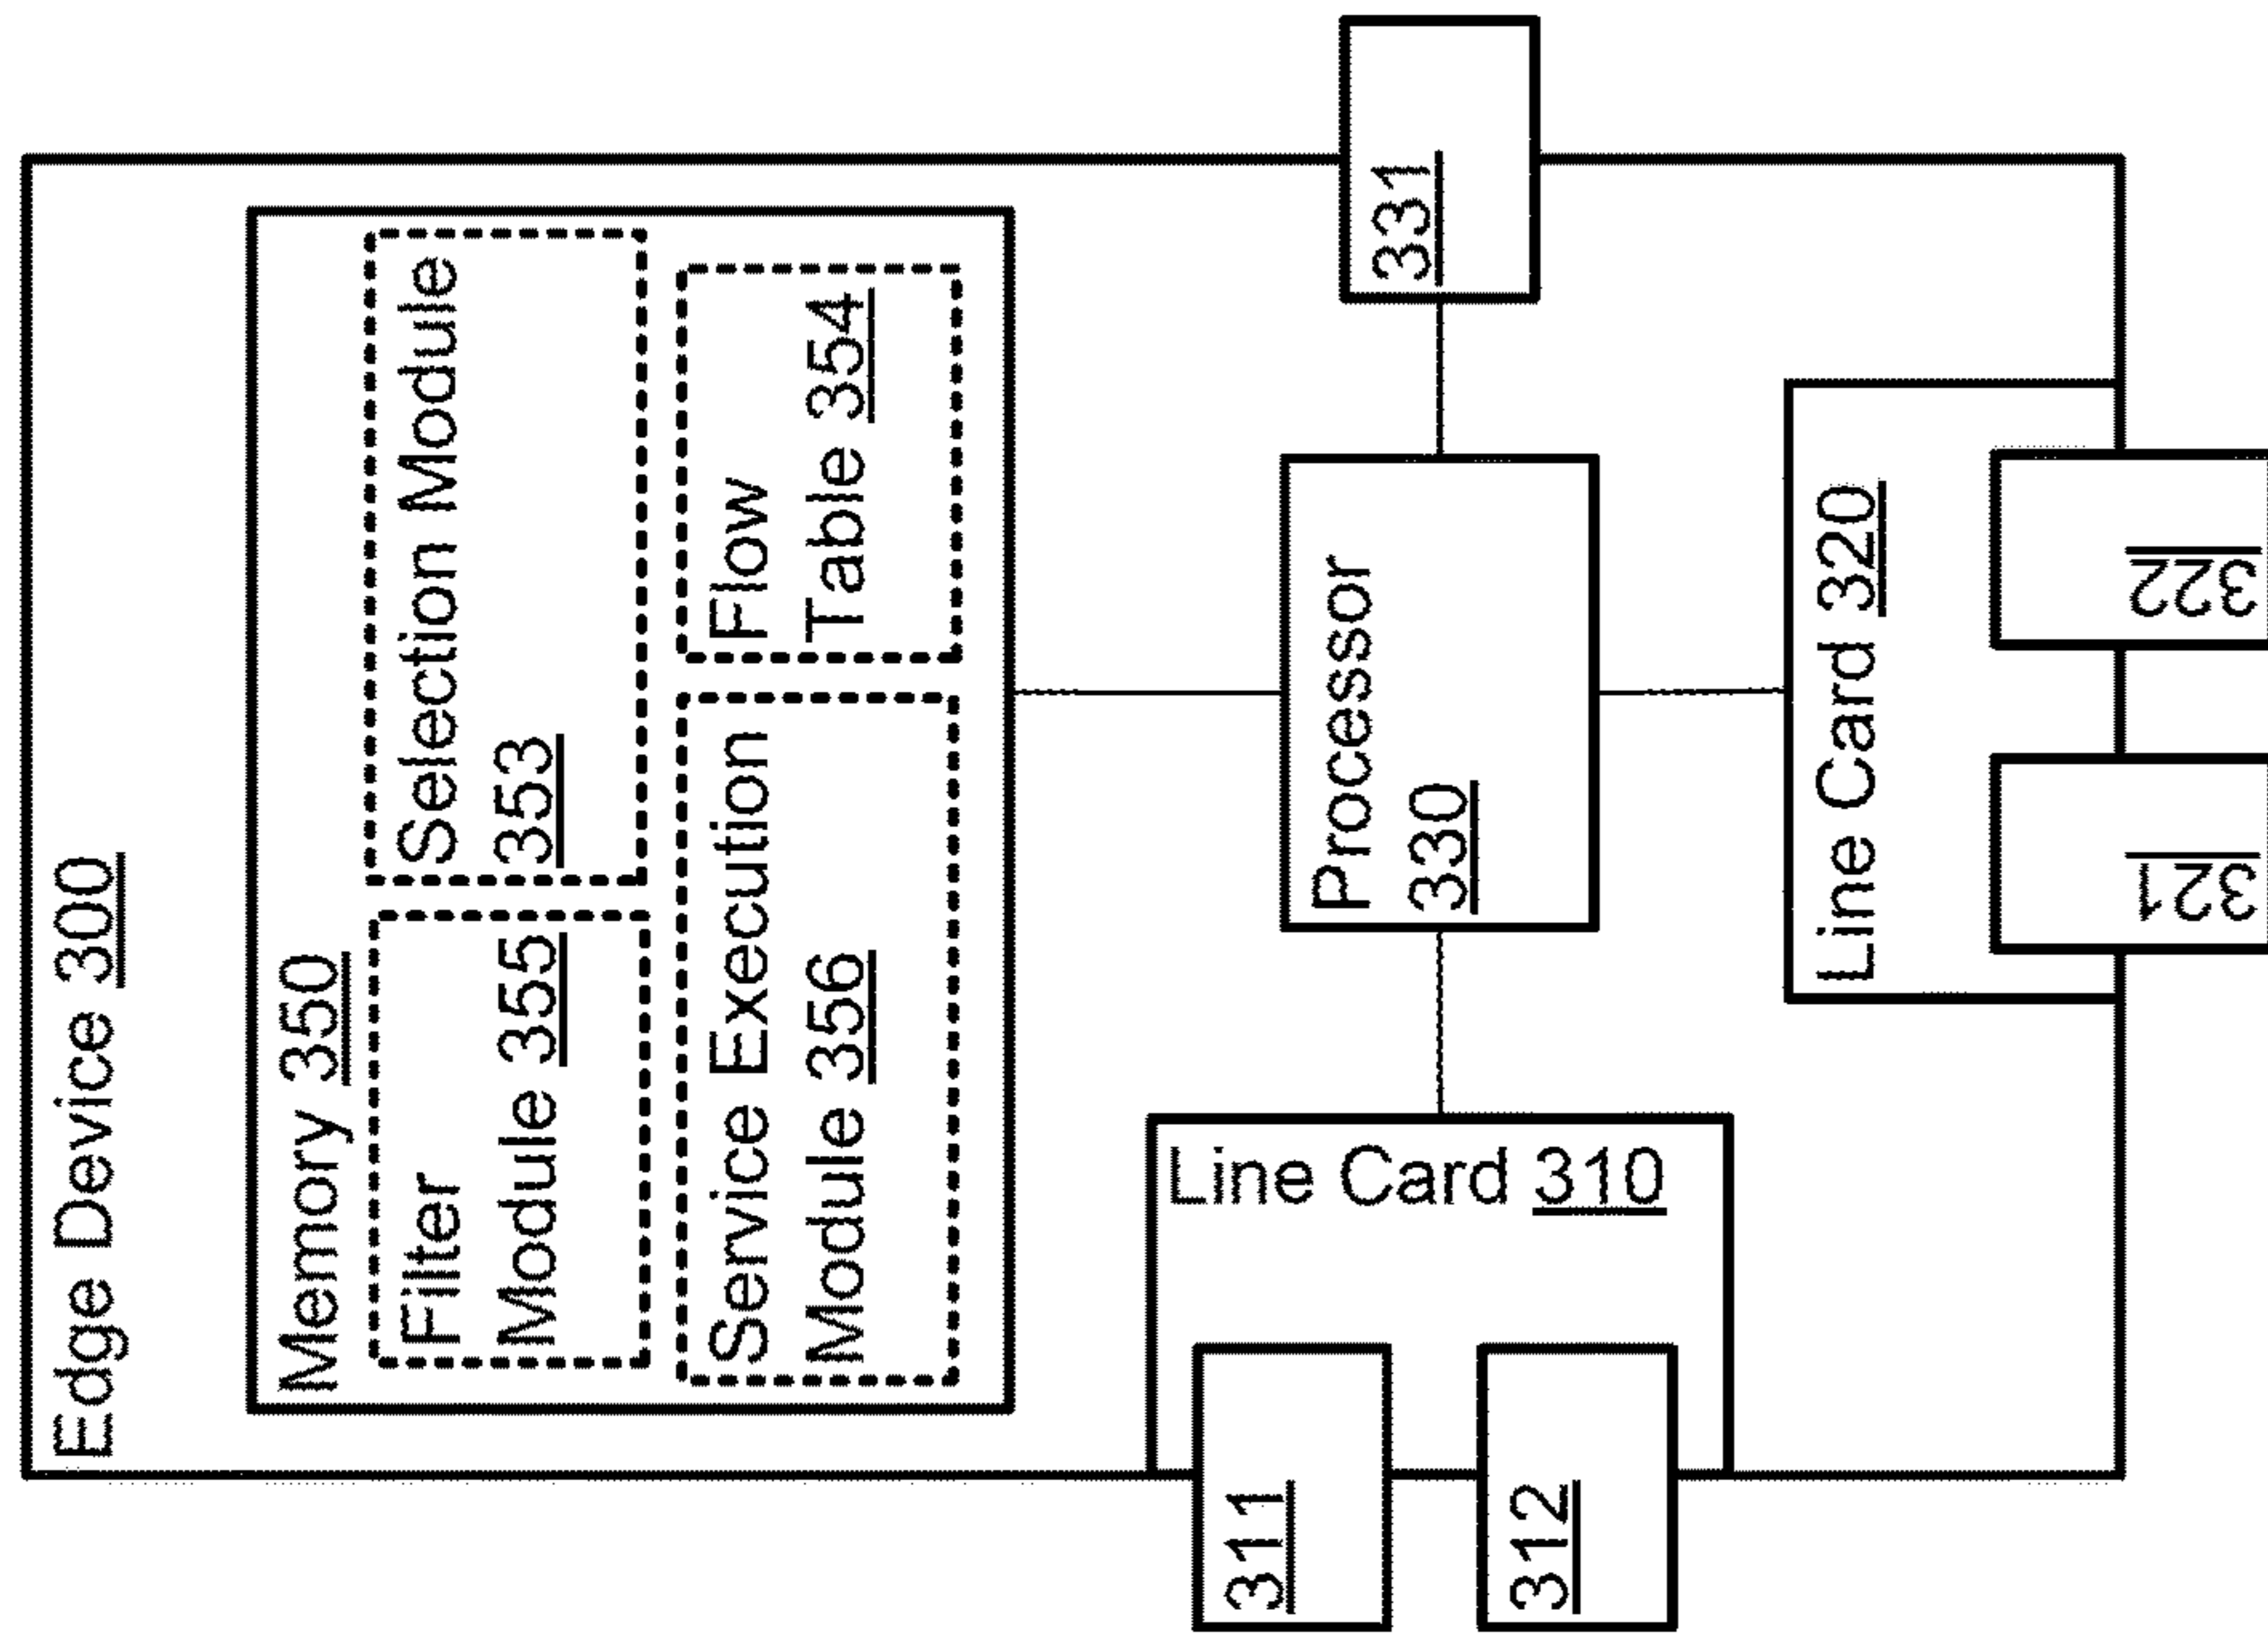 Edge Device 300
Memory 350
Filter
Module 355
Selection Module
353
Service Execution
Module 356
Flow
Table 354
Processor
330
331
Line Card 310
311
312
Line Card 320
321
322